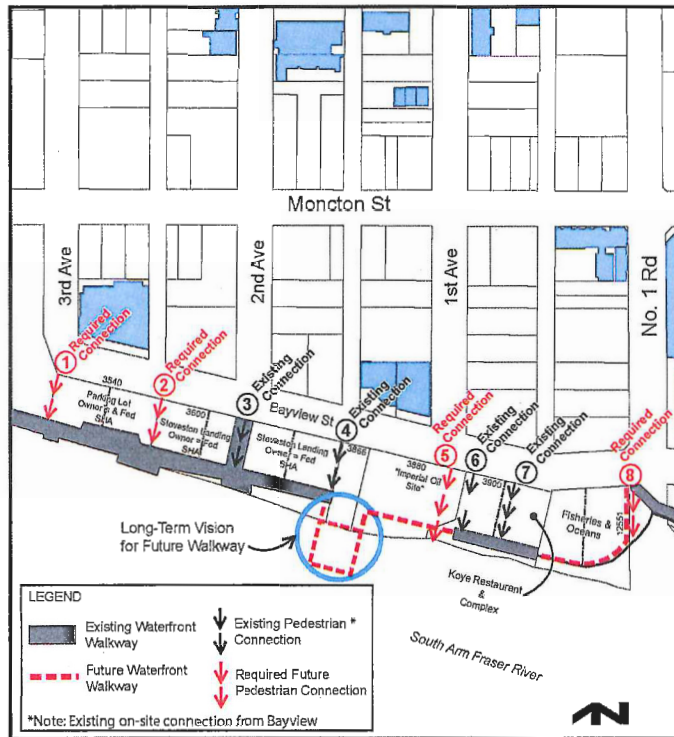 Moncton St
3rd Ave
2nd Ave
1st Ave
No. 1 Rd
1
Required
Connection
2
Required
Connection
3
Existing
Connection
4
Existing
Connection
5
Required
Connection
6
Existing
Connection
7
Existing
Connection
8
Required
Connection
Bayview St
3540
Parking Lot
Owner & Fed
SHA
3600
Steveston Landing
Owner = Fed
SHA
Steveston Landing
Owner = Fed
SHA
3866
3880
"Imperial Oil
Site"
3900
Fisheries &
Oceans
12551
Long-Term Vision
for Future Walkway
Koye Restaurant
&
Complex
South Arm Fraser River
LEGEND
Existing Waterfront
Walkway
Future Waterfront
Walkway
Existing Pedestrian *
Connection
Required Future
Pedestrian Connection
*Note: Existing on-site connection from Bayview
N